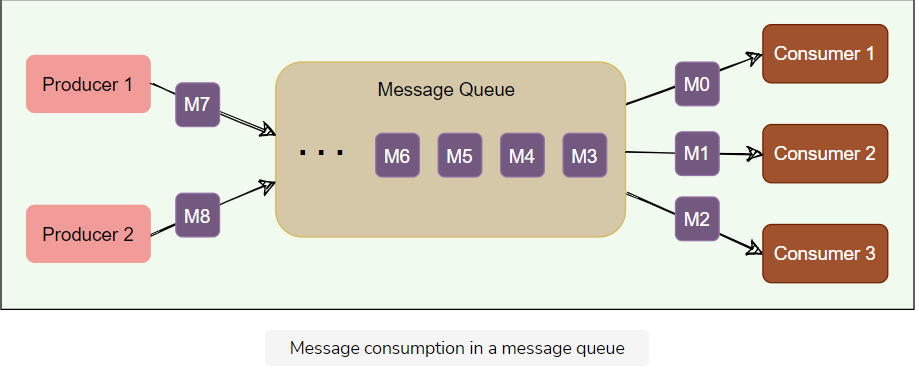 Producer 1
M7
Producer 2
M8
Message Queue
... M6 M5 M4 M3
M0
Consumer 1
M1
Consumer 2
M2
Consumer 3
Message consumption in a message queue